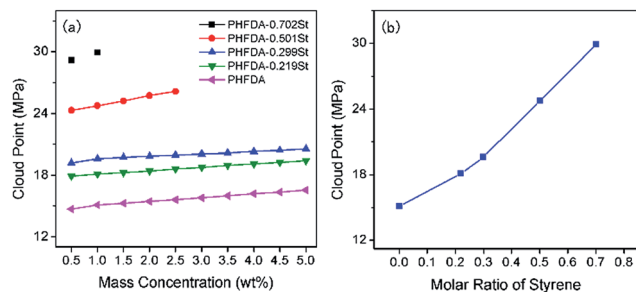 (a)
PHFDA-0.702St
PHFDA-0.501St
PHFDA-0.299St
PHFDA-0.219St
PHFDA
Cloud Point (MPa)
36
30
24
18
12
0.5 1.0 1.5 2.0 2.5 3.0 3.5 4.0 4.5 5.0
Mass Concentration (wt%)
(b)
Cloud Point (MPa)
36
30
24
18
12
0.0 0.1 0.2 0.3 0.4 0.5 0.6 0.7 0.8
Molar Ratio of Styrene